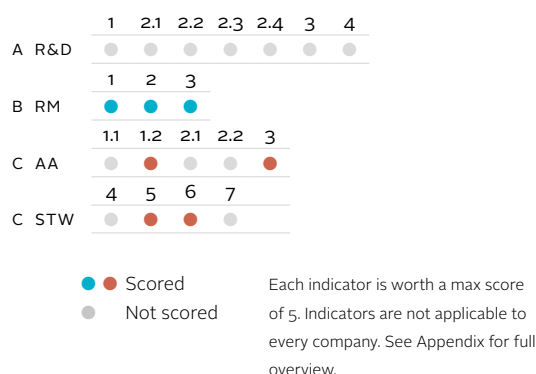 1 2.1 2.2 2.3 2.4 3 4
A R&D
1 2 3
B RM
1.1 1.2 2.1 2.2 3
C AA
4 5 6 7
C STW
Scored
Not scored
Each indicator is worth a max score
of 5. Indicators are not applicable to
every company. See Appendix for full
overview.